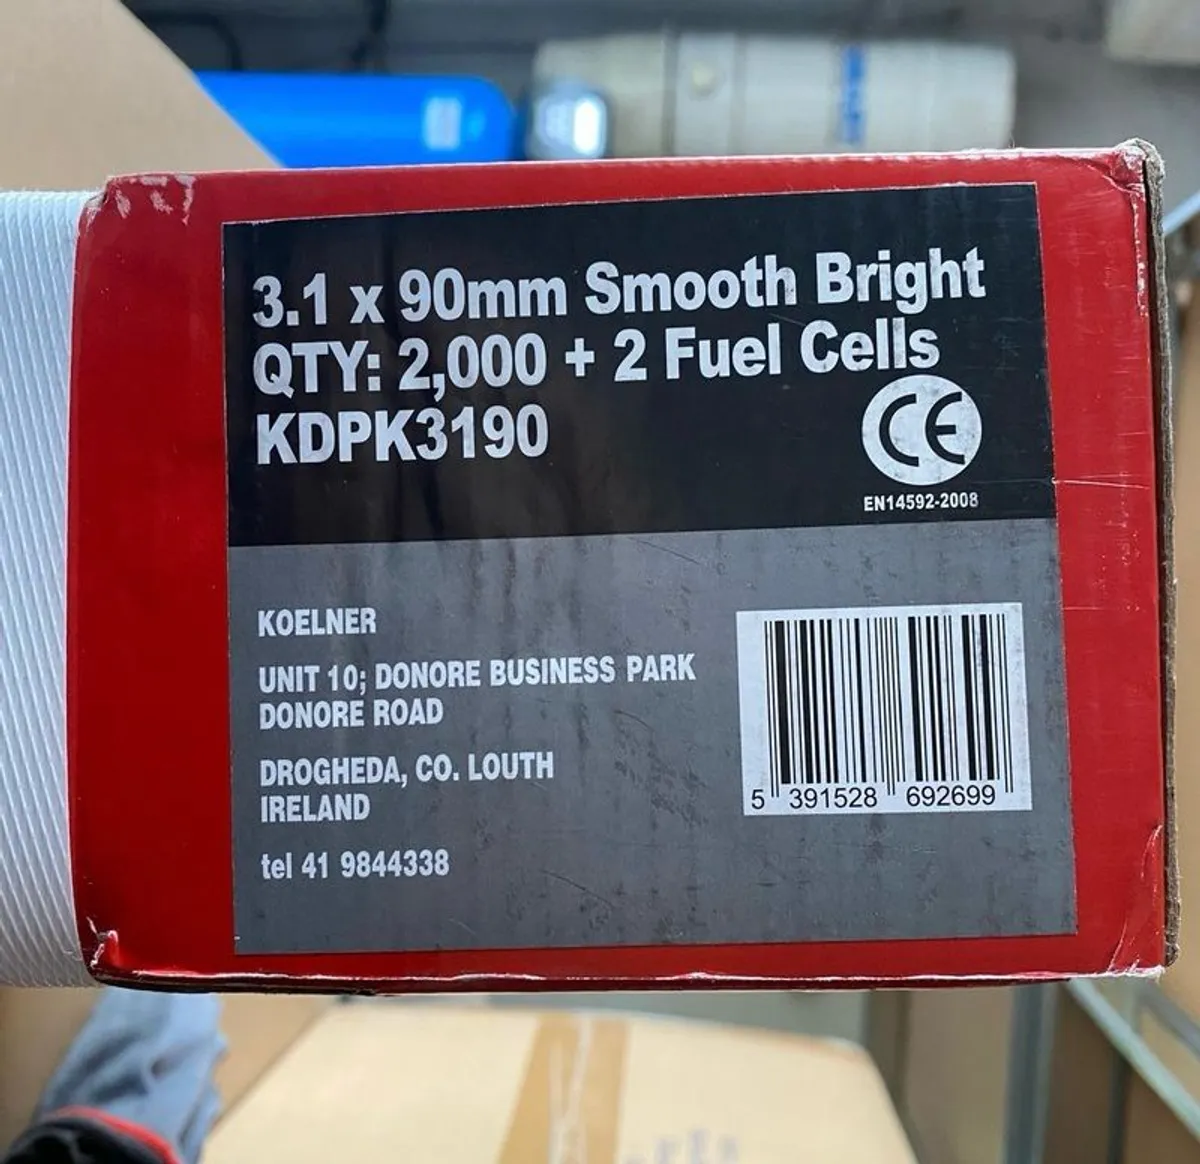 3.1 x 90mm Smooth Bright
QTY: 2,000 + 2 Fuel Cells
KDPK3190
CE
EN14592-2008
KOELNER
UNIT 10; DONORE BUSINESS PARK
DONORE ROAD
DROGHEDA, CO. LOUTH
IRELAND
tel 41 9844338
5 391528 692699